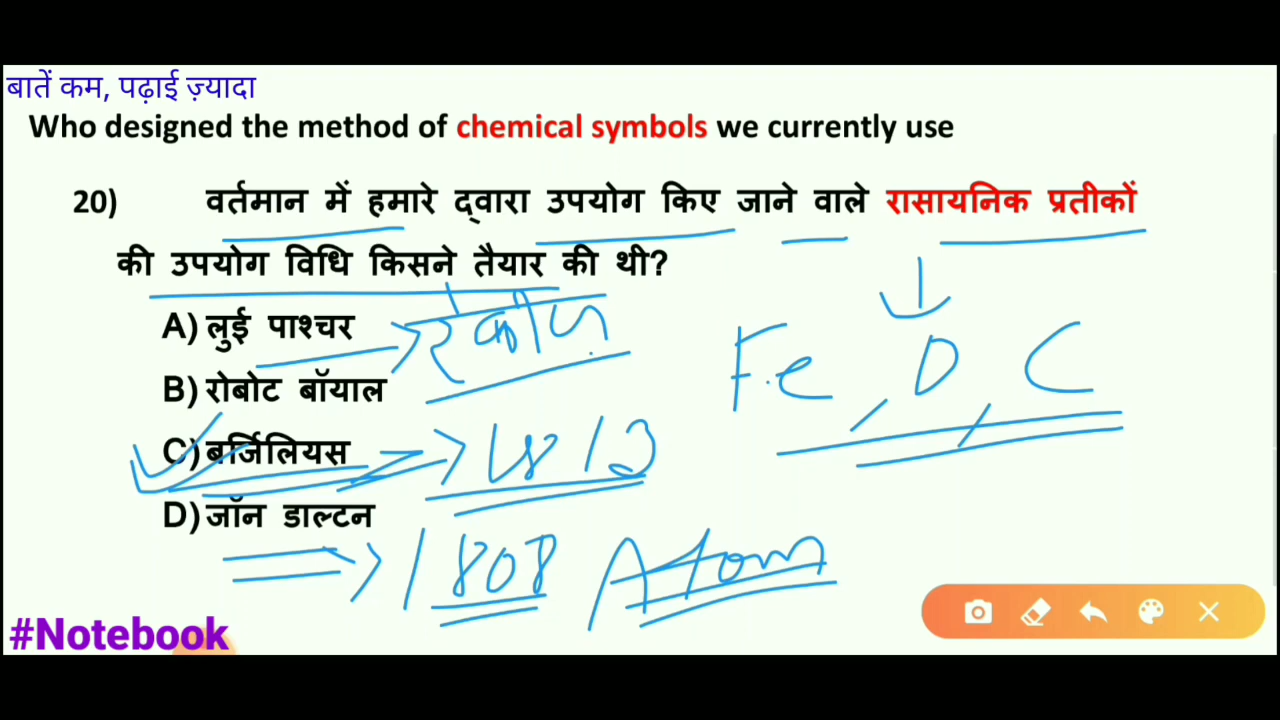 बातें कम, पढ़ाई ज़्यादा
Who designed the method of chemical symbols we currently use
20) वर्तमान में हमारे द्वारा उपयोग किए जाने वाले रासायनिक प्रतीकों
की उपयोग विधि किसने तैयार की थी?
A) लुई पाश्चर
B) रोबोट बॉयाल
C) बर्जिलियस
D) जॉन डाल्टन
Fe, O, C
1813
1808 Atom
#Notebook